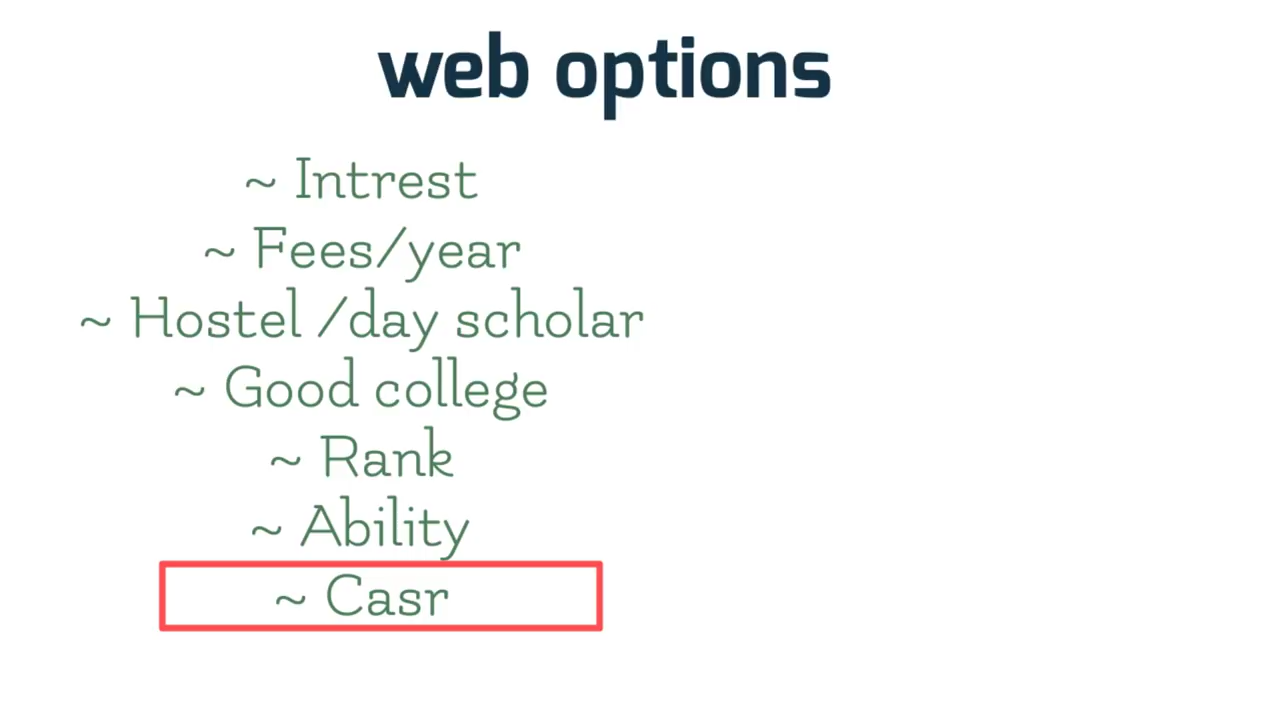 web options
~ Intrest
~ Fees/year
~ Hostel /day scholar
~ Good college
~ Rank
~ Ability
~ Casr